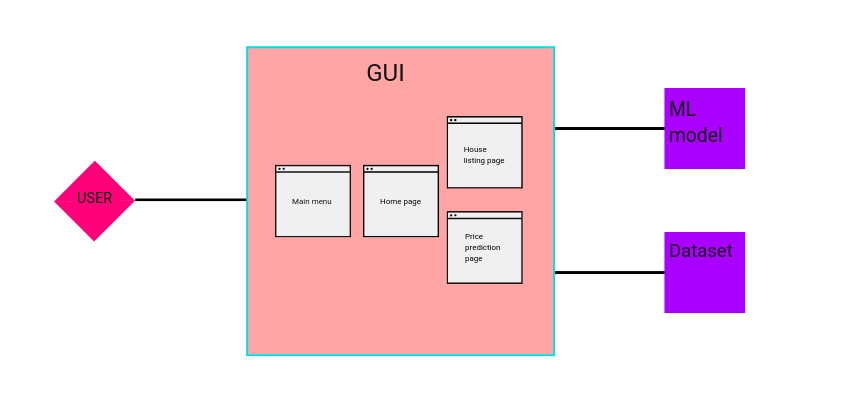 GUI
USER
Main menu
Home page
House
listing page
Price
prediction
page
ML
model
Dataset